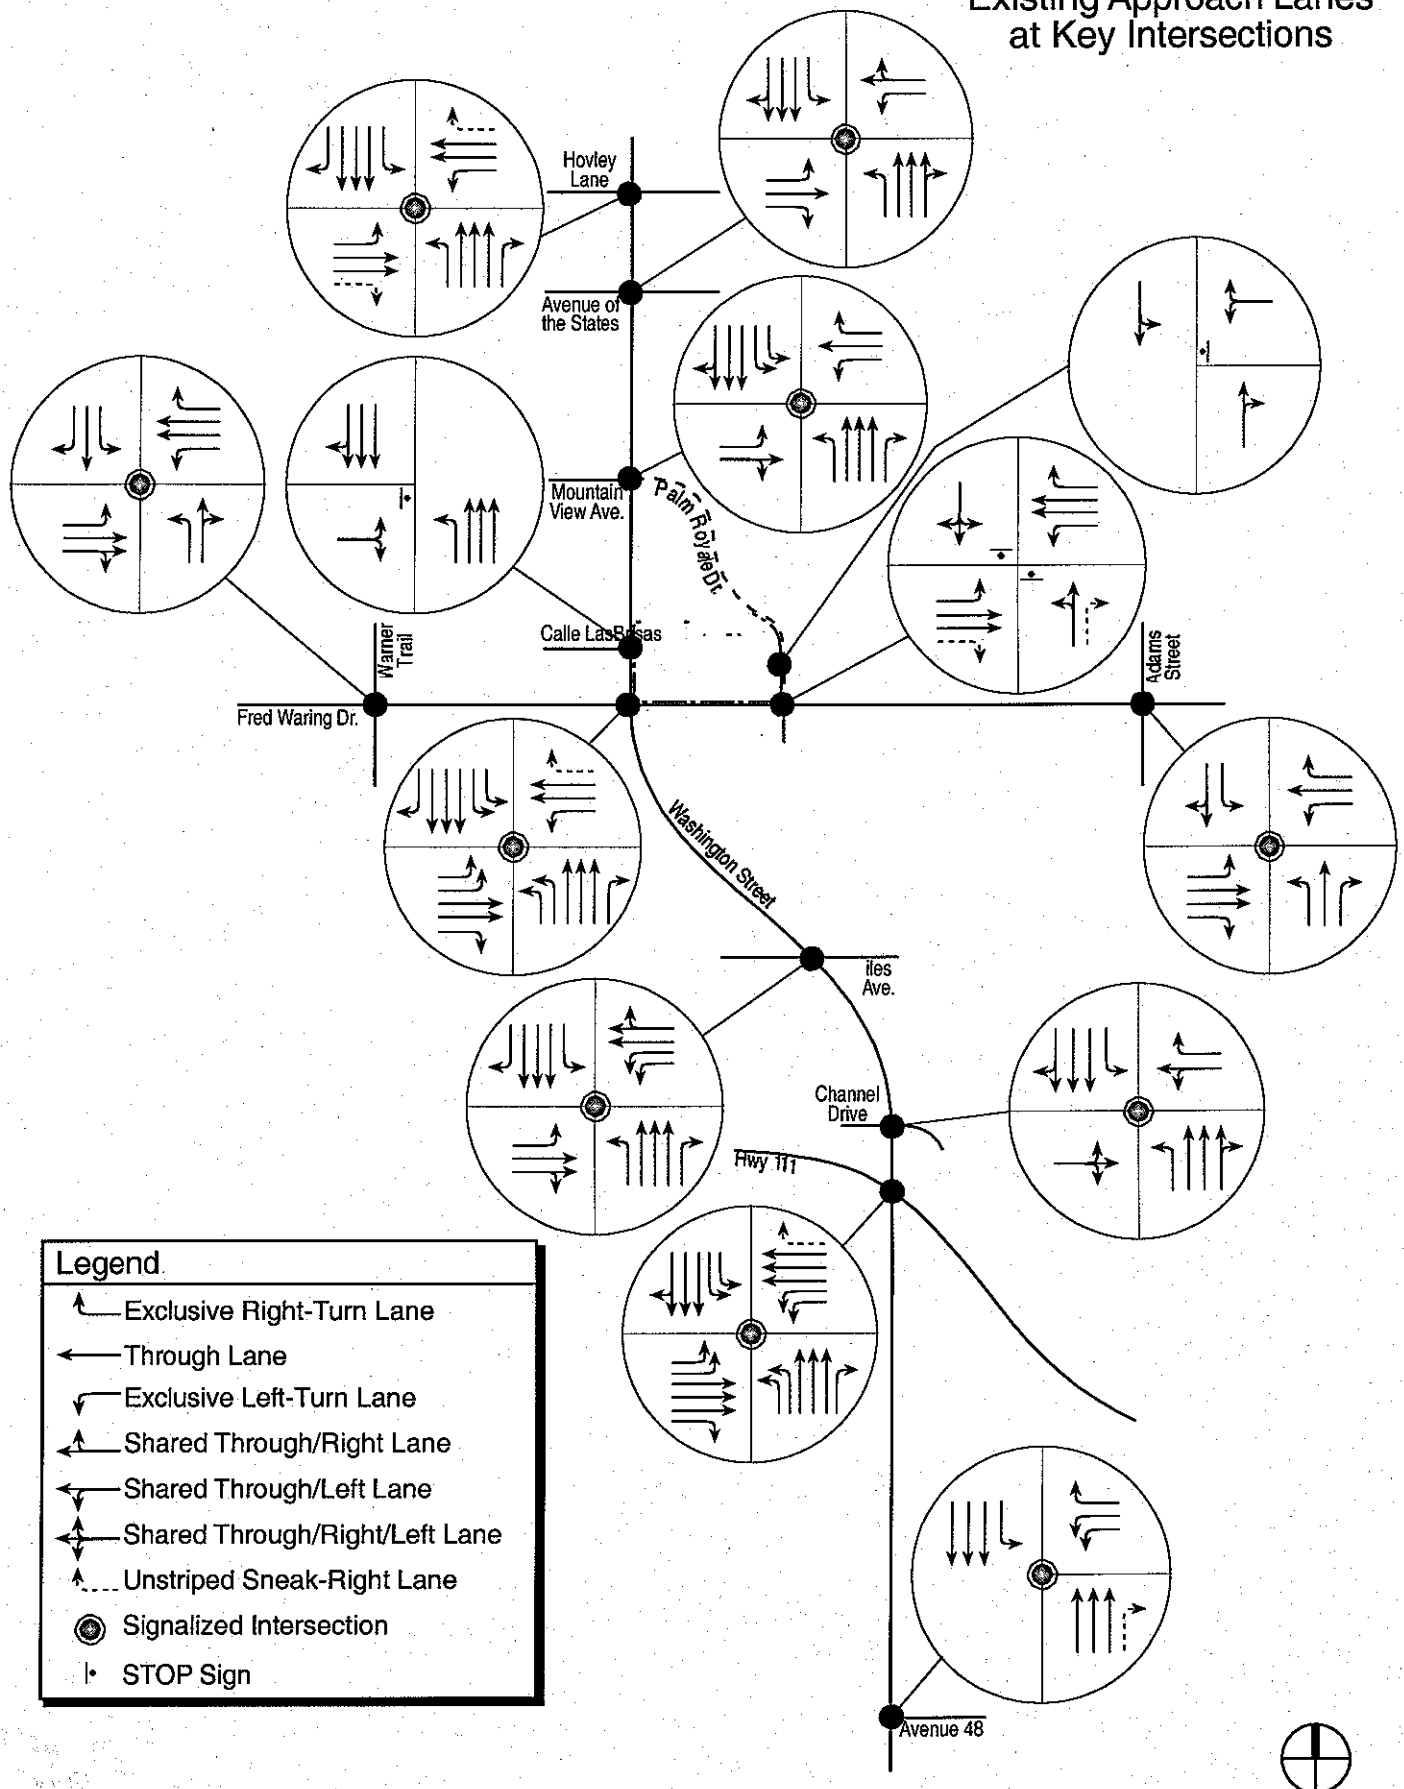 Existing Approach Lanes
at Key Intersections
Hovley
Lane
Avenue of
the States
Mountain
View Ave.
Palm Royale Dr.
Calle Las Brisas
Warner
Trail
Adams
Street
Fred Waring Dr.
Washington Street
iles
Ave.
Channel
Drive
Hwy 111
Legend
Exclusive Right-Turn Lane
Through Lane
Exclusive Left-Turn Lane
Shared Through/Right Lane
Shared Through/Left Lane
Shared Through/Right/Left Lane
Unstriped Sneak-Right Lane
Signalized Intersection
STOP Sign
Avenue 48